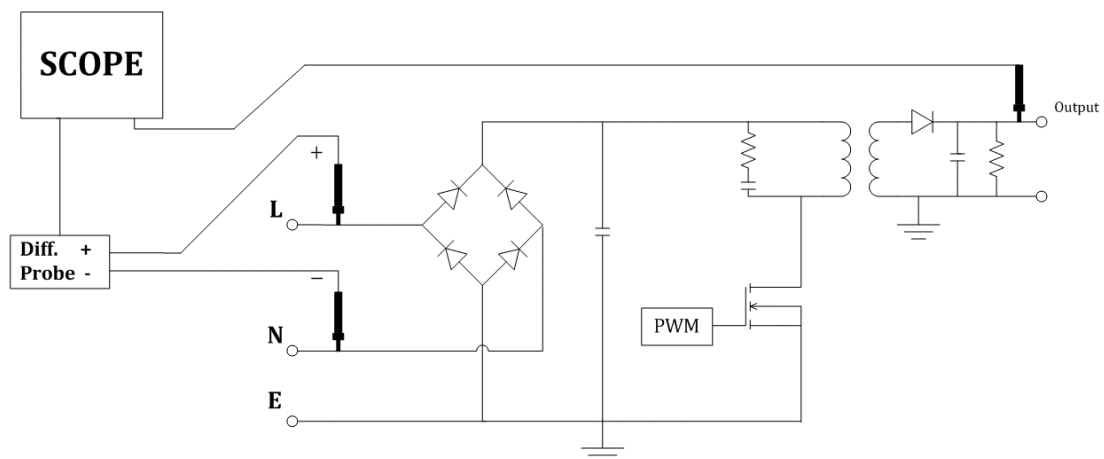 SCOPE
Output
+
L
Diff. +
Probe -
−
PWM
N
E